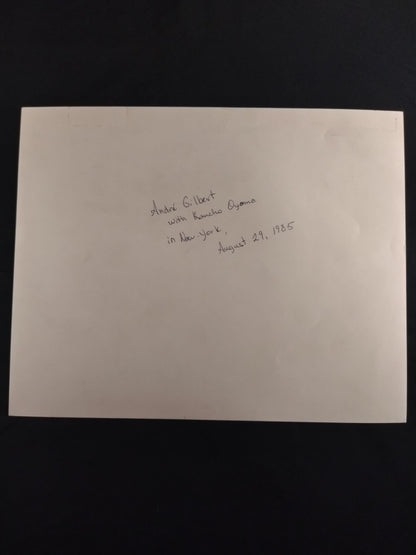 André Gilbert
with Kancho Oyama
in New York,
August 29, 1985